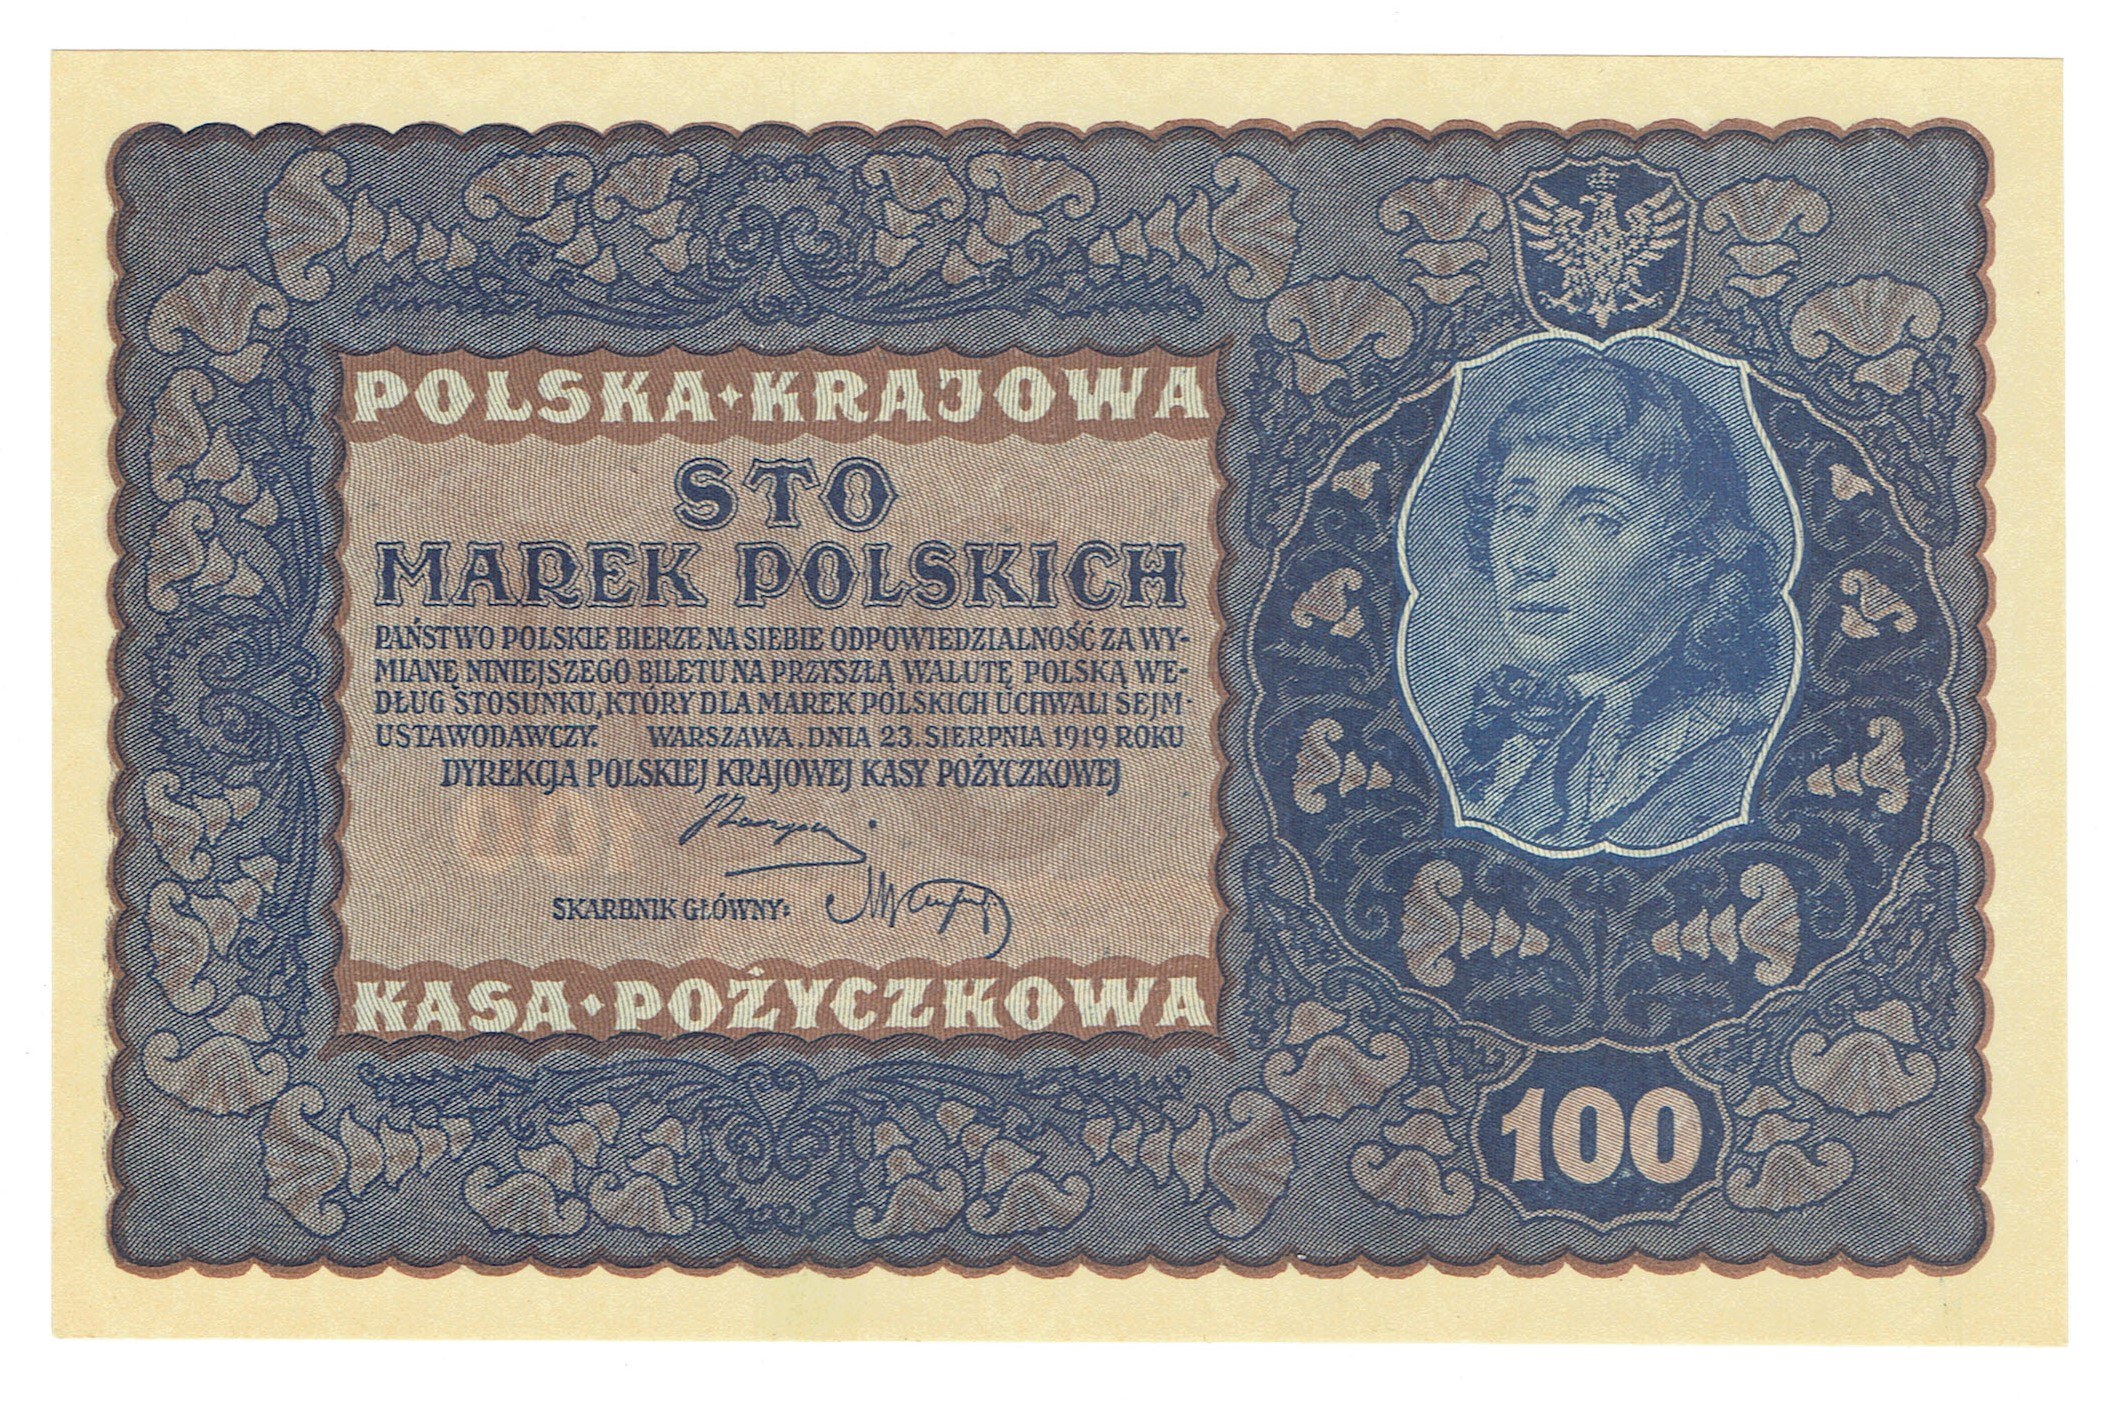 POLSKA·KRAJOWA
STO
MAREK POLSKICH
PAŃSTWO POLSKIE BIERZE NA SIEBIE ODPOWIEDZIALNOŚĆ ZA WY-
MIANĘ NINIEJSZEGO BILETU NA PRZYSZŁĄ WALUTĘ POLSKĄ WE-
DŁUG STOSUNKU, KTÓRY DLA MAREK POLSKICH UCHWALI SEJM-
USTAWODAWCZY. WARSZAWA, DNIA 23. SIERPNIA 1919 ROKU
DYREKCJA POLSKIEJ KRAJOWEJ KASY POŻYCZKOWEJ
SKARBNIK GŁÓWNY:
KASA·POŻYCZKOWA
100